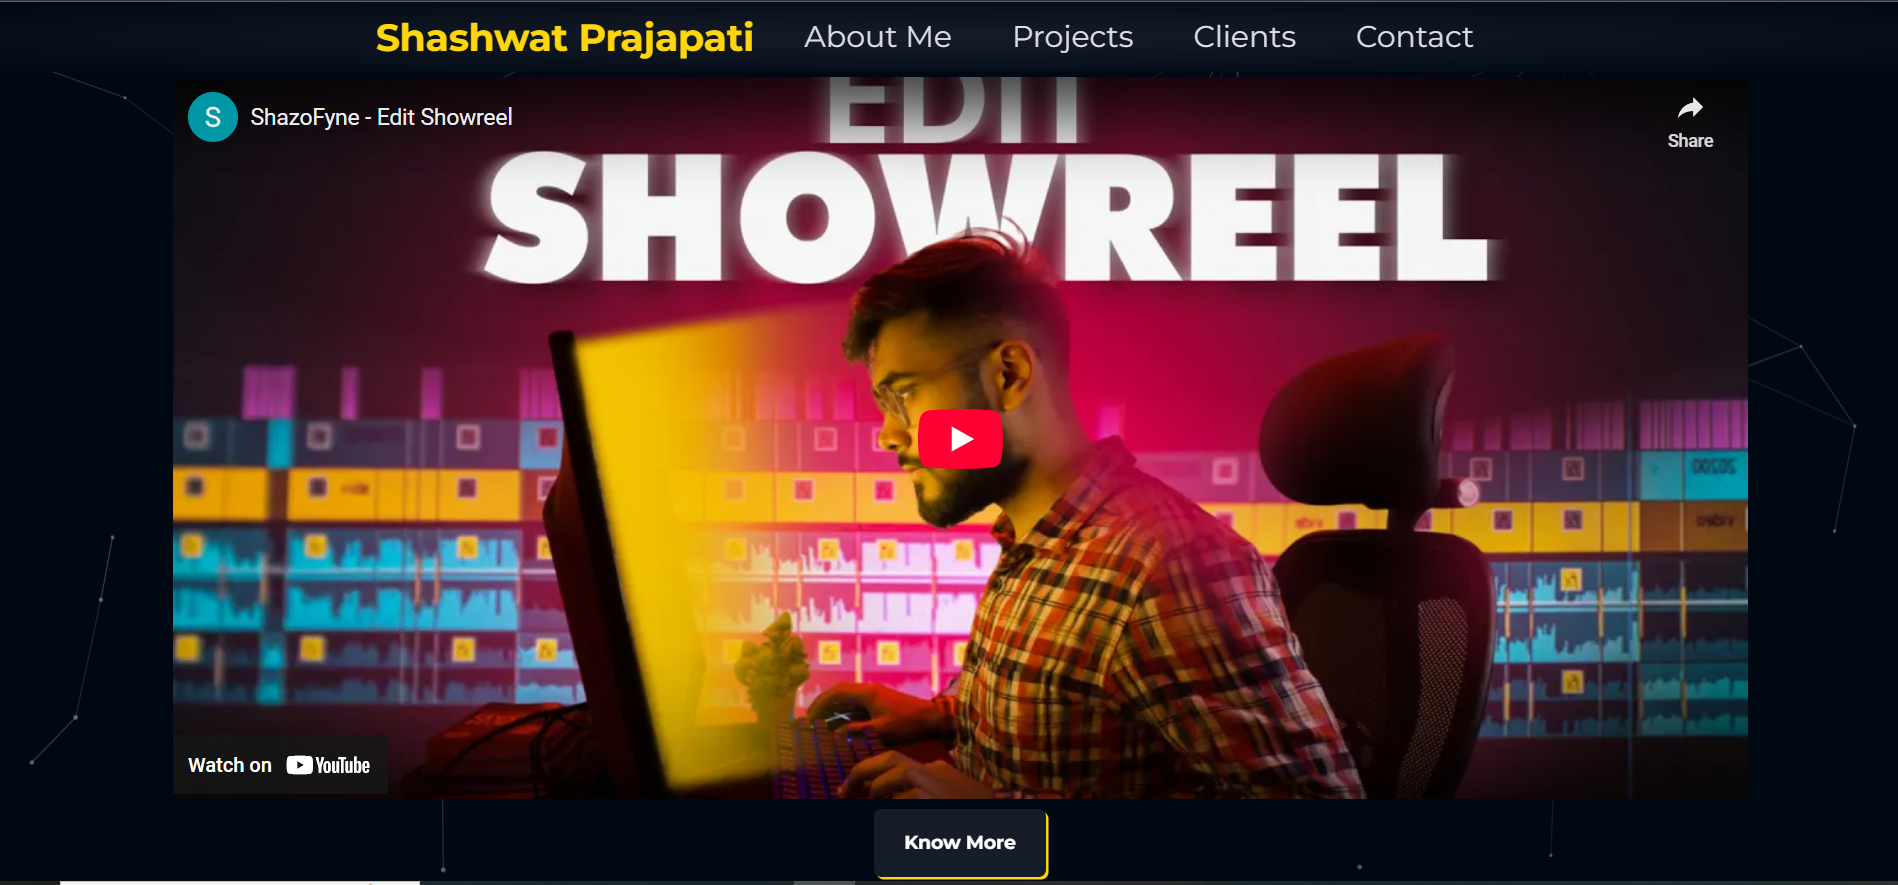 Shashwat Prajapati About Me Projects Clients Contact
S ShazoFyne - Edit Showreel
Share
EDIT
SHOWREEL
Watch on YouTube
Know More